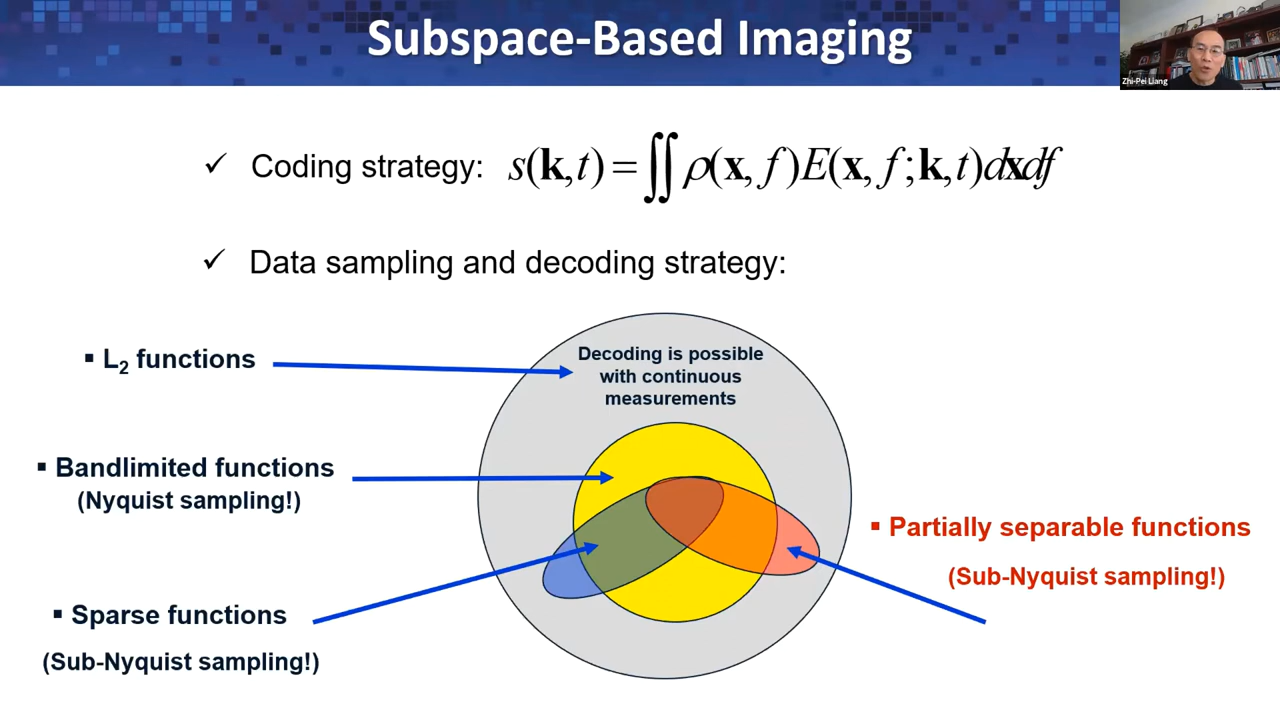 Subspace-Based Imaging
Zhi-Pei Liang
✓ Coding strategy: s(k,t) = ∬ ρ(x, f)E(x, f;k,t)dxdf
✓ Data sampling and decoding strategy:
▪ L₂ functions
Decoding is possible
with continuous
measurements
▪ Bandlimited functions
(Nyquist sampling!)
▪ Partially separable functions
(Sub-Nyquist sampling!)
▪ Sparse functions
(Sub-Nyquist sampling!)